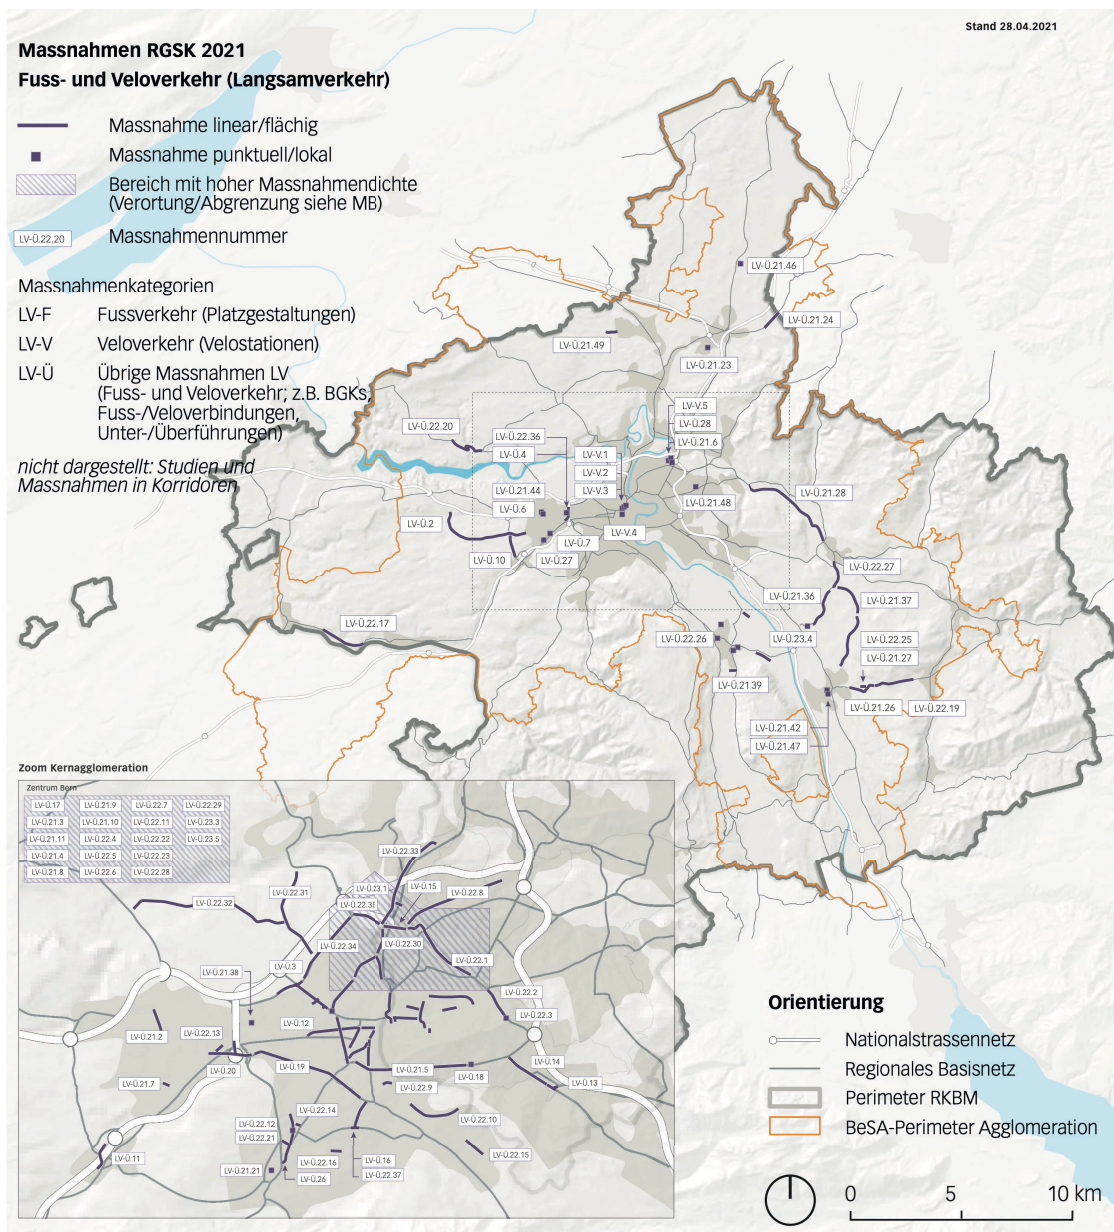 Stand 28.04.2021
Massnahmen RGSK 2021
Fuss- und Veloverkehr (Langsamverkehr)
Massnahme linear/flächig
Massnahme punktuell/lokal
Bereich mit hoher Massnahmendichte
(Verortung/Abgrenzung siehe MB)
LV-Ü.22.20 Massnahmennummer
Massnahmenkategorien
LV-F Fussverkehr (Platzgestaltungen)
LV-V Veloverkehr (Velostationen)
LV-Ü Übrige Massnahmen LV
(Fuss- und Veloverkehr; z.B. BGKs,
Fuss-/Veloverbindungen,
Unter-/Überführungen)
nicht dargestellt: Studien und
Massnahmen in Korridoren
LV-Ü.21.46
LV-Ü.21.24
LV-Ü.21.49
LV-Ü.21.23
LV-V.5
LV-Ü.28
LV-Ü.21.6
LV-Ü.22.20
LV-Ü.22.36
LV-Ü.4
LV-V.1
LV-V.2
LV-V.3
LV-Ü.21.44
LV-Ü.6
LV-Ü.21.48
LV-Ü.21.28
LV-Ü.2
LV-V.4
LV-Ü.7
LV-Ü.10
LV-Ü.27
LV-Ü.22.27
LV-Ü.21.36
LV-Ü.21.37
LV-Ü.22.17
LV-Ü.22.26
LV-Ü.23.4
LV-Ü.22.25
LV-Ü.21.27
LV-Ü.21.39
LV-Ü.21.26
LV-Ü.22.19
LV-Ü.21.42
LV-Ü.21.47
Zoom Kernagglomeration
Zentrum Bern
LV-Ü.17 LV-Ü.21.9 LV-Ü.22.7 LV-Ü.22.29
LV-Ü.21.3 LV-Ü.21.10 LV-Ü.22.11 LV-Ü.23.3
LV-Ü.21.11 LV-Ü.22.4 LV-Ü.22.22 LV-Ü.23.5
LV-Ü.21.4 LV-Ü.22.5 LV-Ü.22.23
LV-Ü.21.8 LV-Ü.22.6 LV-Ü.22.28
LV-Ü.22.33
LV-Ü.22.31
LV-Ü.23.1
LV-Ü.15
LV-Ü.22.8
LV-Ü.22.32
LV-Ü.22.35
LV-Ü.22.34
LV-Ü.22.30
LV-Ü.22.1
LV-Ü.21.38
LV-Ü.3
LV-Ü.22.2
LV-Ü.22.3
LV-Ü.12
LV-Ü.21.2
LV-Ü.22.13
LV-Ü.20
LV-Ü.19
LV-Ü.21.5
LV-Ü.18
LV-Ü.14
LV-Ü.13
LV-Ü.21.7
LV-Ü.22.9
LV-Ü.22.14
LV-Ü.22.12
LV-Ü.22.21
LV-Ü.22.10
LV-Ü.22.15
LV-Ü.11
LV-Ü.21.21
LV-Ü.22.16
LV-Ü.26
LV-Ü.16
LV-Ü.22.37
Orientierung
Nationalstrassennetz
Regionales Basisnetz
Perimeter RKBM
BeSA-Perimeter Agglomeration
0 5 10 km